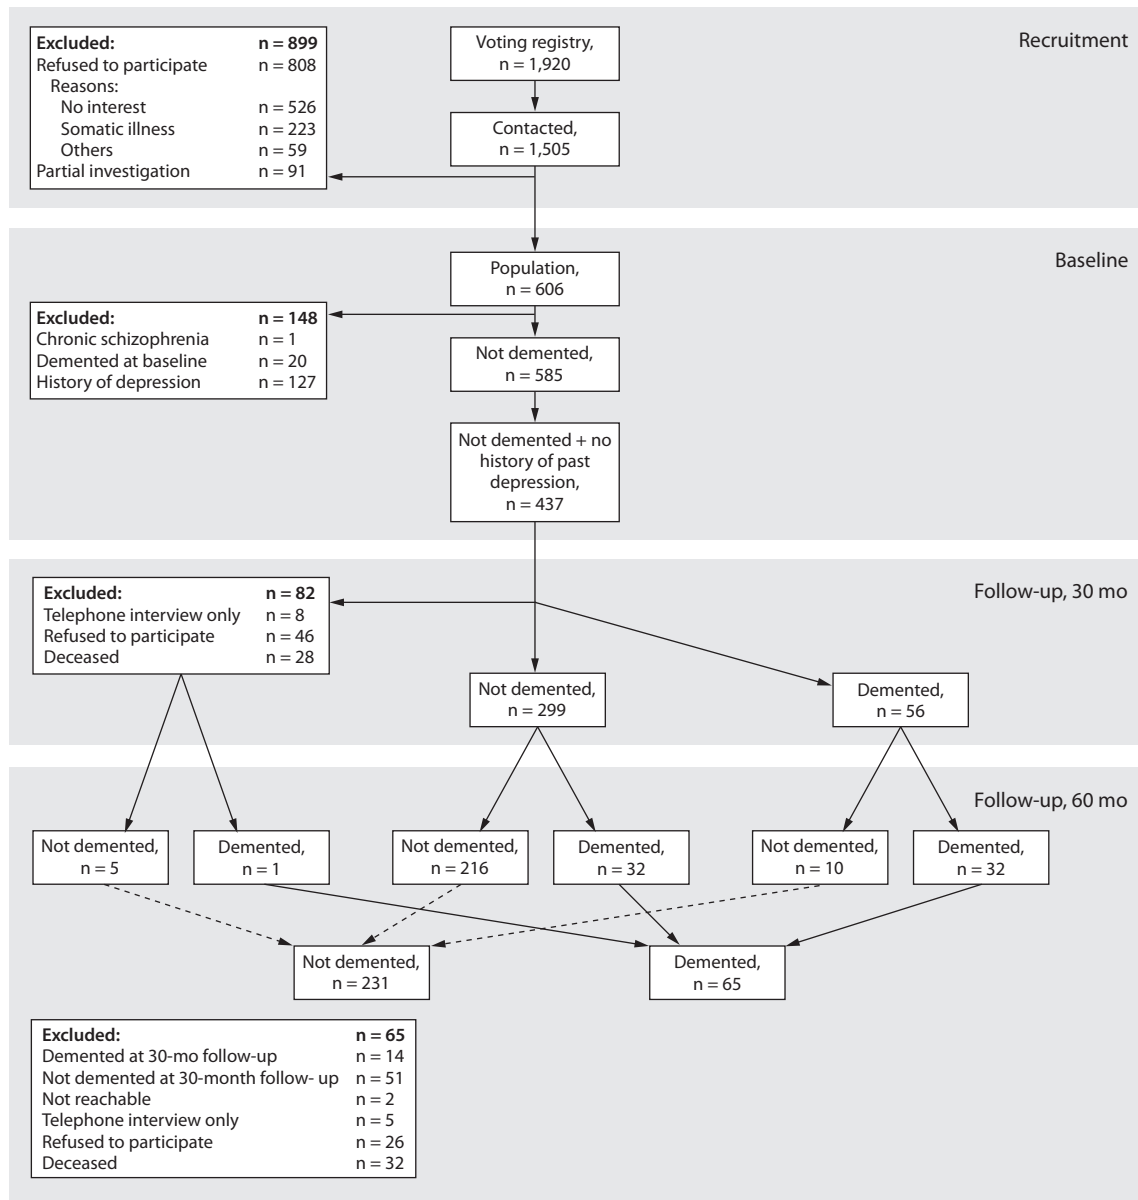 Recruitment
Excluded: n = 899
Refused to participate n = 808
Reasons:
No interest n = 526
Somatic illness n = 223
Others n = 59
Partial investigation n = 91
Voting registry,
n = 1,920
Contacted,
n = 1,505
Baseline
Population,
n = 606
Excluded: n = 148
Chronic schizophrenia n = 1
Demented at baseline n = 20
History of depression n = 127
Not demented,
n = 585
Not demented + no
history of past
depression,
n = 437
Follow-up, 30 mo
Excluded: n = 82
Telephone interview only n = 8
Refused to participate n = 46
Deceased n = 28
Not demented,
n = 299
Demented,
n = 56
Follow-up, 60 mo
Not demented,
n = 5
Demented,
n = 1
Not demented,
n = 216
Demented,
n = 32
Not demented,
n = 10
Demented,
n = 32
Not demented,
n = 231
Demented,
n = 65
Excluded: n = 65
Demented at 30-mo follow-up n = 14
Not demented at 30-month follow- up n = 51
Not reachable n = 2
Telephone interview only n = 5
Refused to participate n = 26
Deceased n = 32